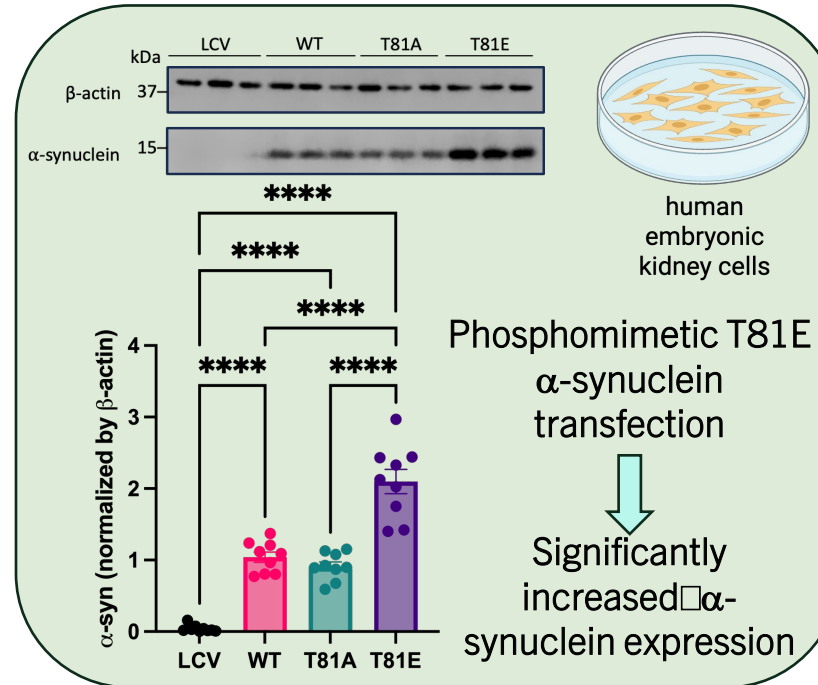 LCV WT T81A T81E
kDa
β-actin 37
α-synuclein 15
human
embryonic
kidney cells
****
****
****
**** ****
α-syn (normalized by β-actin)
4
3
2
1
0
LCV WT T81A T81E
Phosphomimetic T81E
α-synuclein
transfection
Significantly
increased□α-
synuclein expression